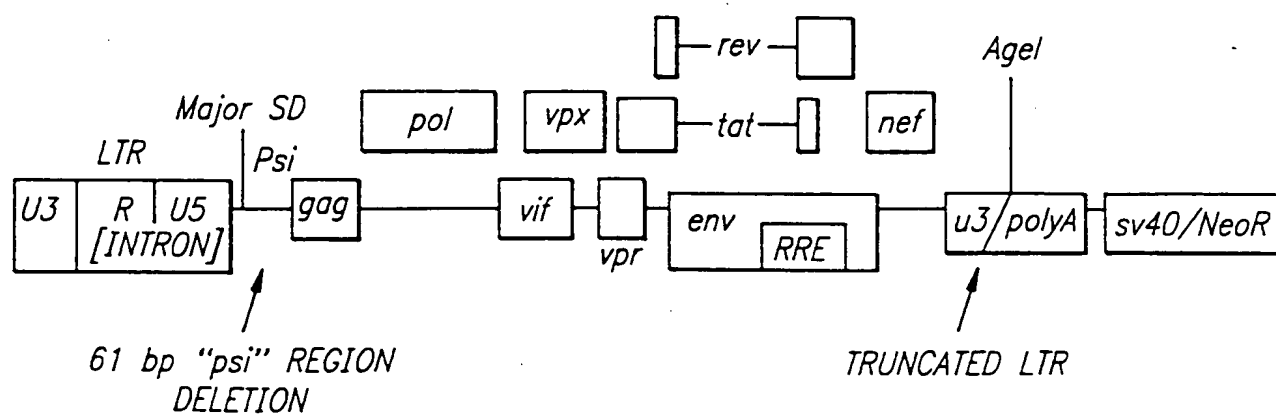 rev
AgeI
Major SD
pol
vpx
tat
nef
LTR
Psi
U3
R
U5
[INTRON]
gag
vif
vpr
env
RRE
u3/polyA
sv40/NeoR
61 bp "psi" REGION
DELETION
TRUNCATED LTR